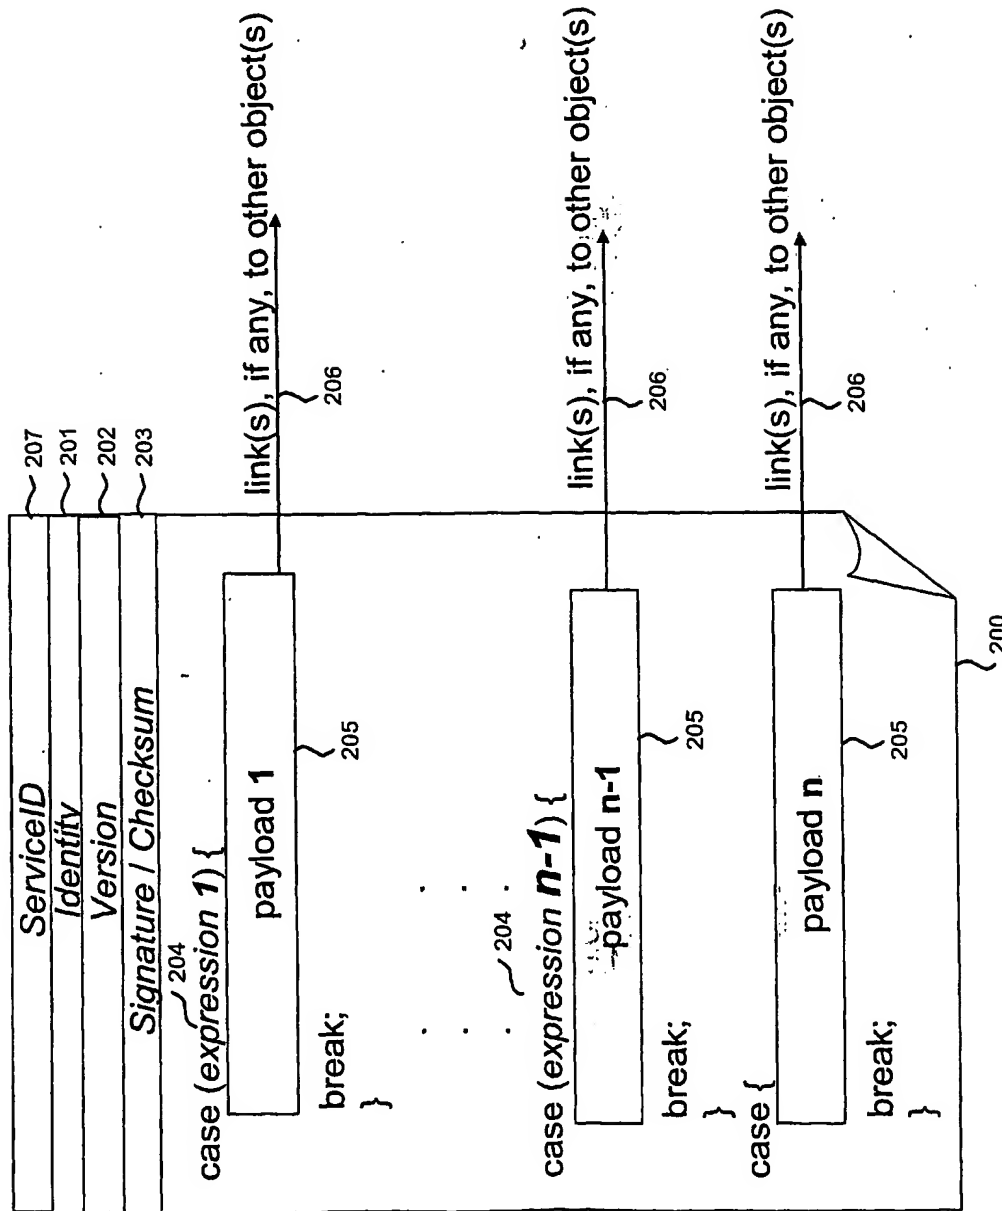 ServiceID 207
Identity 201
Version 202
Signature / Checksum 203
204
case (expression 1) {
payload 1
link(s), if any, to other object(s)
206
205
break;
}
. . .
. . .
204
case (expression n-1) {
payload n-1
link(s), if any, to other object(s)
206
205
break;
}
case {
payload n
link(s), if any, to other object(s)
206
205
break;
}
200